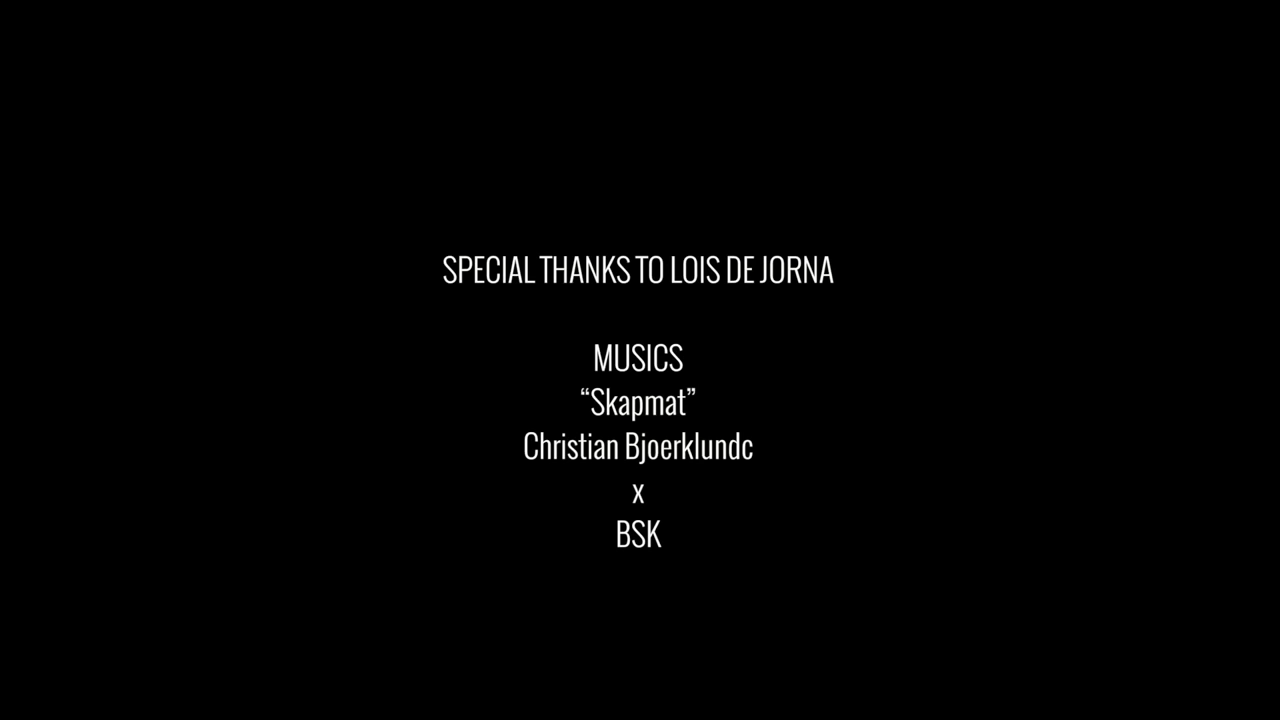 SPECIAL THANKS TO LOIS DE JORNA
MUSICS
“Skapmat”
Christian Bjoerklundc
x
BSK